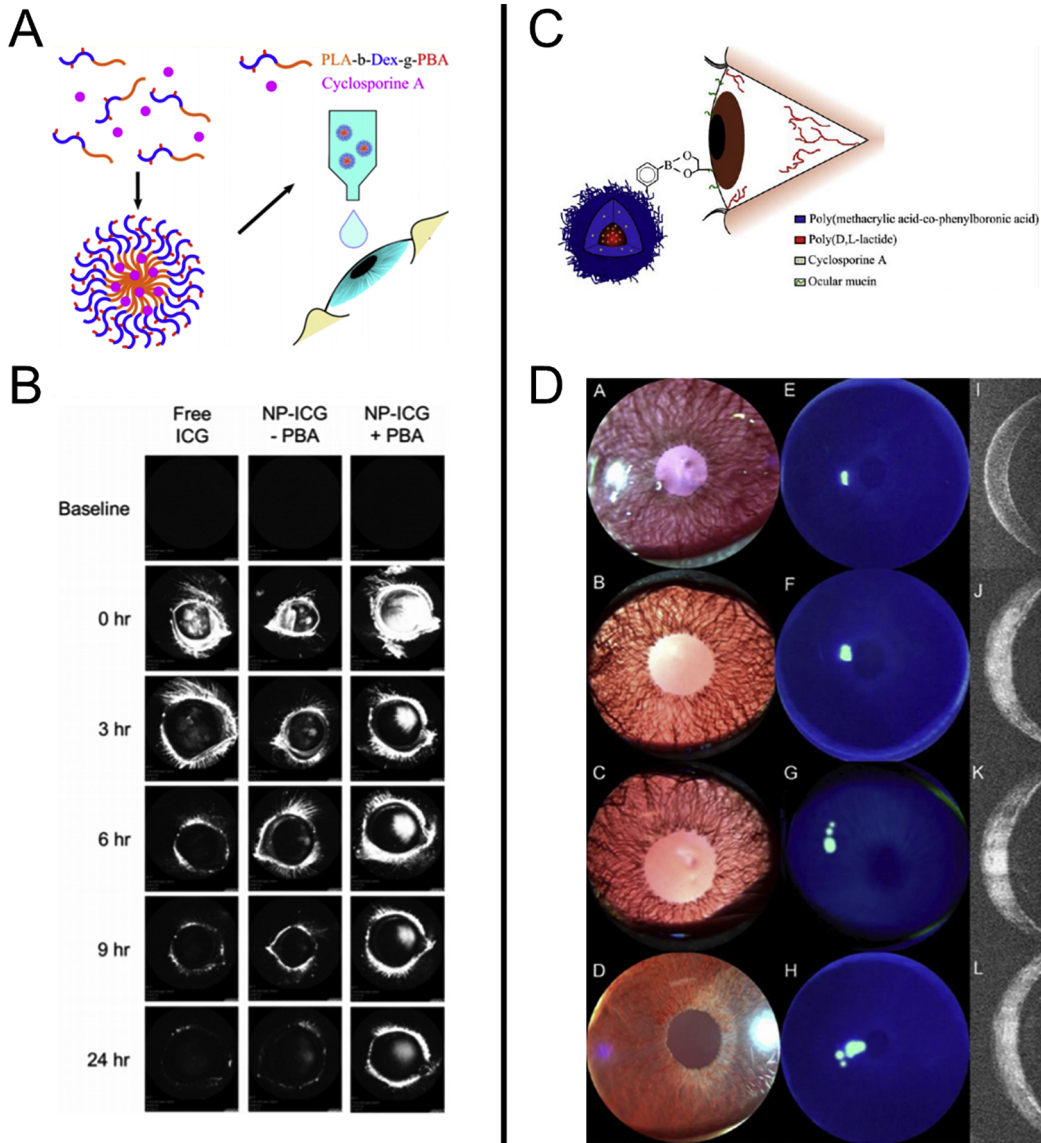 A
PLA-b-Dex-g-PBA
Cyclosporine A
B
Free ICG
NP-ICG - PBA
NP-ICG + PBA
Baseline
0 hr
3 hr
6 hr
9 hr
24 hr
C
B
O
O
Poly(methacrylic acid-co-phenylboronic acid)
Poly(D,L-lactide)
Cyclosporine A
Ocular mucin
D
A
E
I
B
F
J
C
G
K
D
H
L